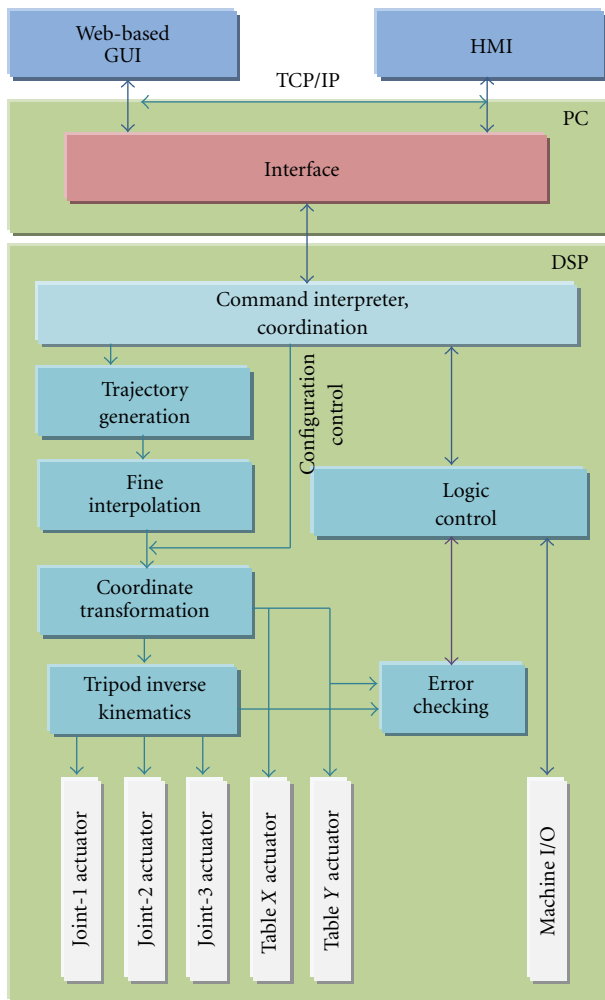 Web-based
GUI
HMI
TCP/IP
PC
Interface
DSP
Command interpreter,
coordination
Configuration
control
Trajectory
generation
Fine
interpolation
Logic
control
Coordinate
transformation
Tripod inverse
kinematics
Error
checking
Joint-1 actuator
Joint-2 actuator
Joint-3 actuator
Table X actuator
Table Y actuator
Machine I/O